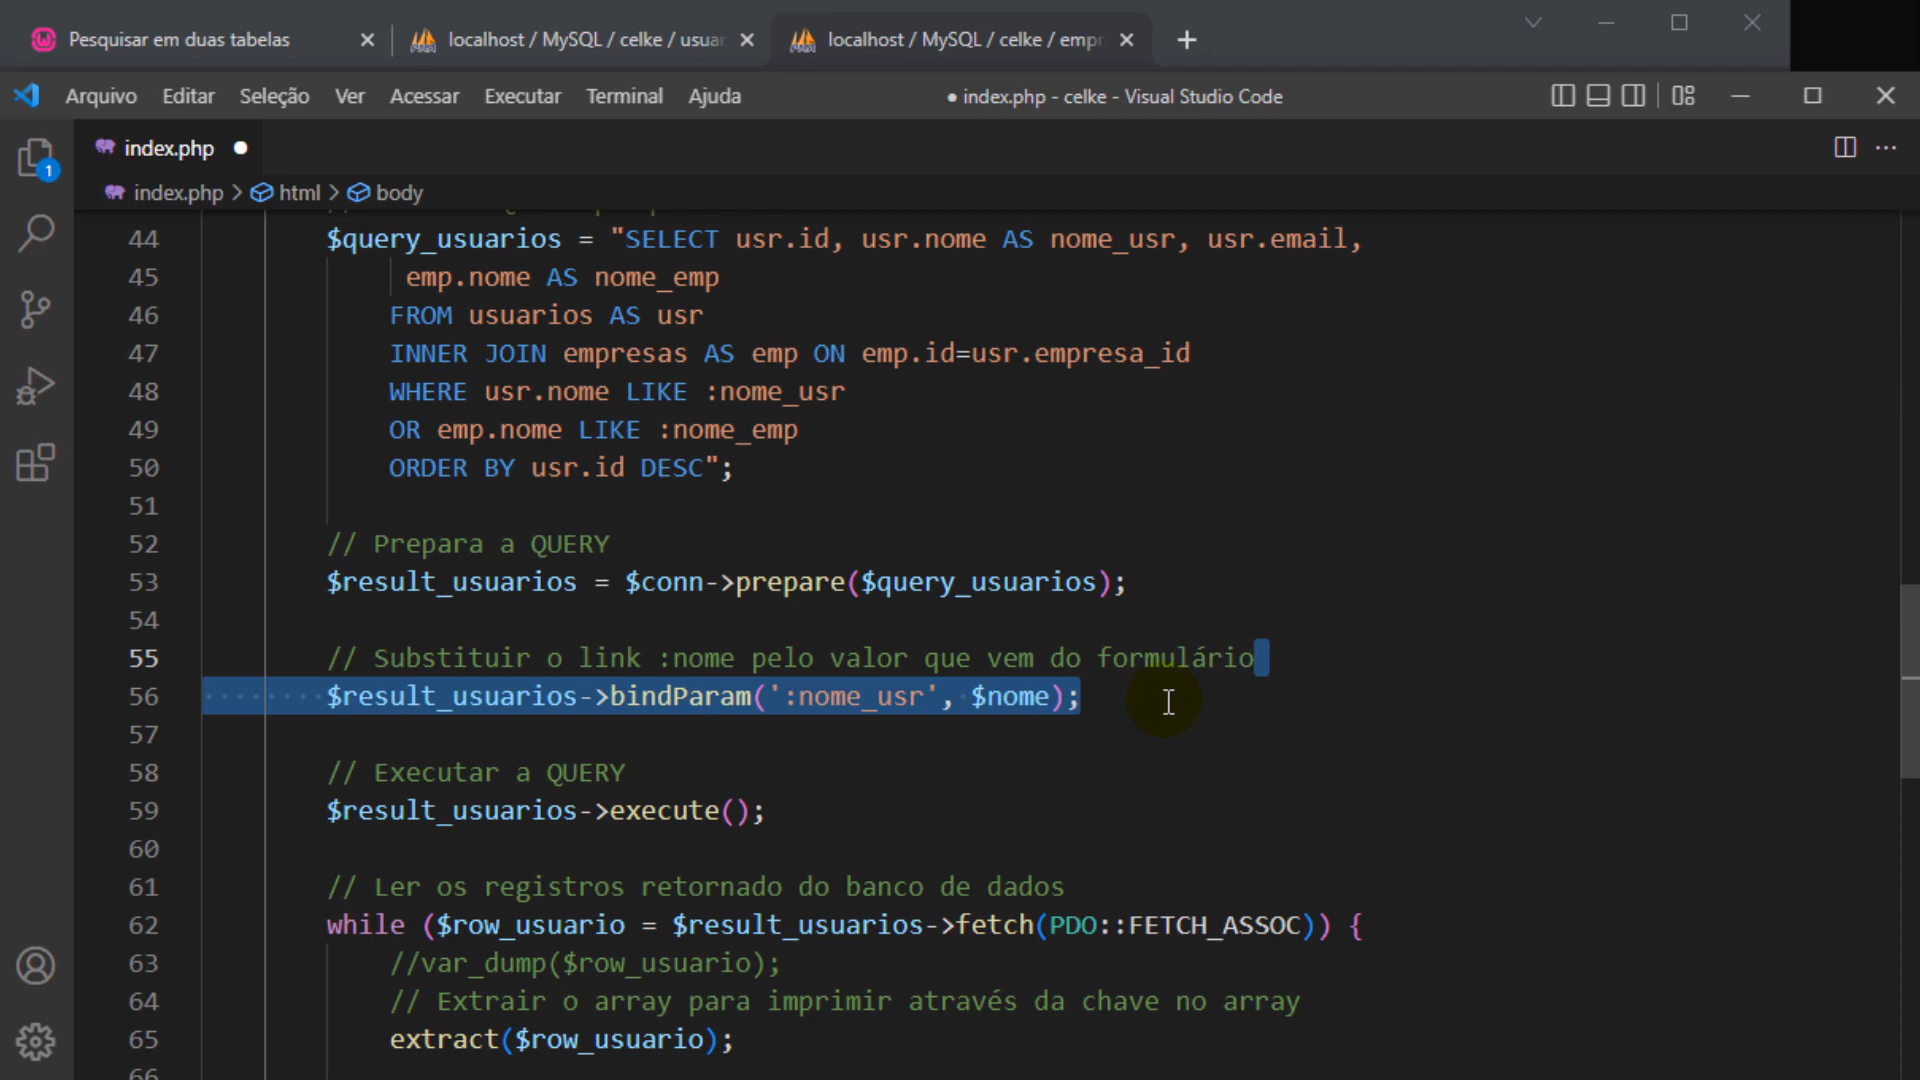 Pesquisar em duas tabelas
localhost / MySQL / celke / usuar
localhost / MySQL / celke / empr
Arquivo Editar Seleção Ver Acessar Executar Terminal Ajuda
● index.php - celke - Visual Studio Code
index.php ●
1
index.php > html > body
44 $query_usuarios = "SELECT usr.id, usr.nome AS nome_usr, usr.email,
45 emp.nome AS nome_emp
46 FROM usuarios AS usr
47 INNER JOIN empresas AS emp ON emp.id=usr.empresa_id
48 WHERE usr.nome LIKE :nome_usr
49 OR emp.nome LIKE :nome_emp
50 ORDER BY usr.id DESC";
51
52 // Prepara a QUERY
53 $result_usuarios = $conn->prepare($query_usuarios);
54
55 // Substituir o link :nome pelo valor que vem do formulário
56 $result_usuarios->bindParam(':nome_usr', $nome);
57
58 // Executar a QUERY
59 $result_usuarios->execute();
60
61 // Ler os registros retornado do banco de dados
62 while ($row_usuario = $result_usuarios->fetch(PDO::FETCH_ASSOC)) {
63 //var_dump($row_usuario);
64 // Extrair o array para imprimir através da chave no array
65 extract($row_usuario);
66